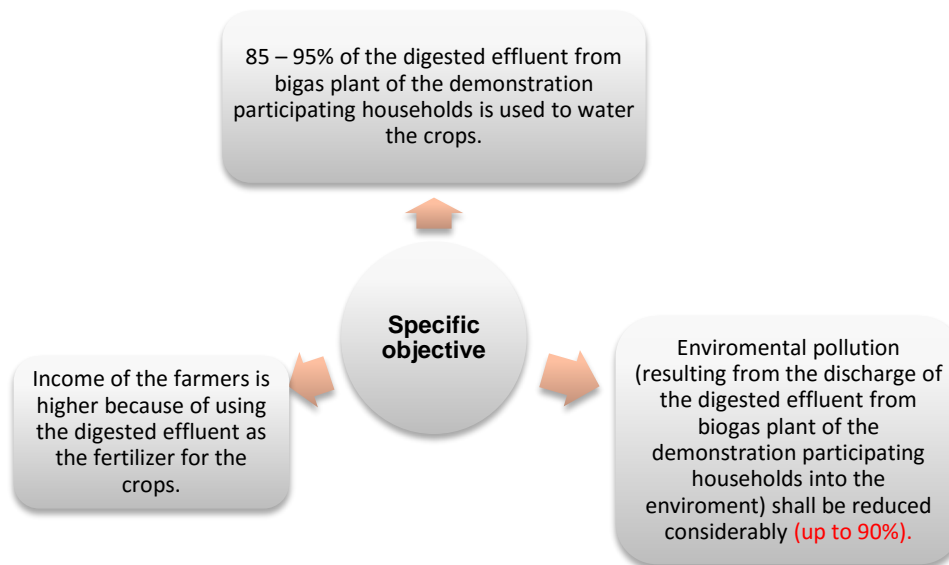 85 – 95% of the digested effluent from
bigas plant of the demonstration
participating households is used to water
the crops.
Specific
objective
Income of the farmers is
higher because of using
the digested effluent as
the fertilizer for the
crops.
Enviromental pollution
(resulting from the discharge of
the digested effluent from
biogas plant of the
demonstration participating
households into the
enviroment) shall be reduced
considerably (up to 90%).